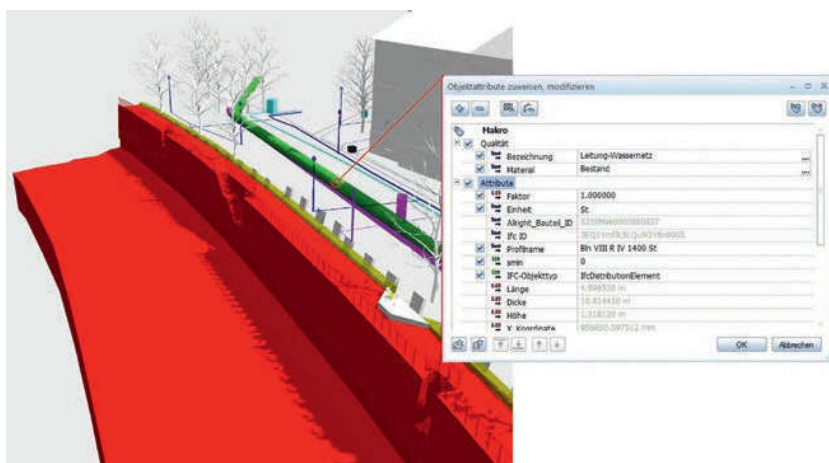 Objektattribute zuweisen, modifizieren
Makro
Qualität
Bezeichnung Leitung-Wassernetz ...
Material Bestand ...
Attribute
Faktor 1.000000
Einheit St
Allright_Bauteil_ID
Ifc ID
Profilname Bln VIII R IV 1400 St
smin 0
IFC-Objekttyp IfcDistributionElement
Länge
Dicke
Höhe
X_Koordinate
OK Abbrechen